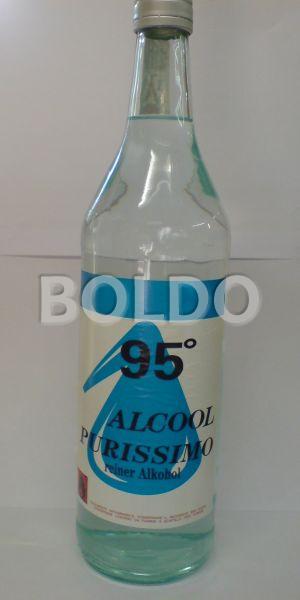 BOLDO
95°
ALCOOL
PURISSIMO
reiner Alkohol